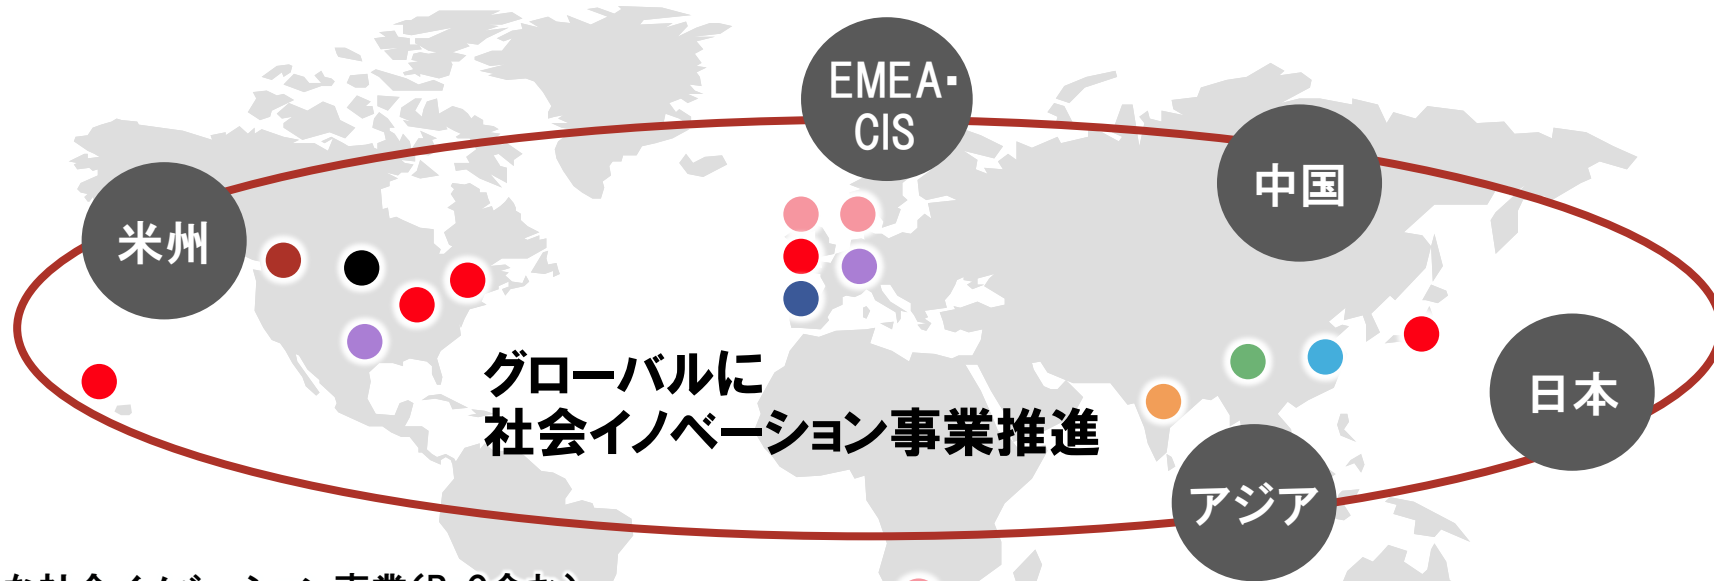 EMEA・
CIS
中国
米州
グローバルに
社会イノベーション事業推進
日本
アジア